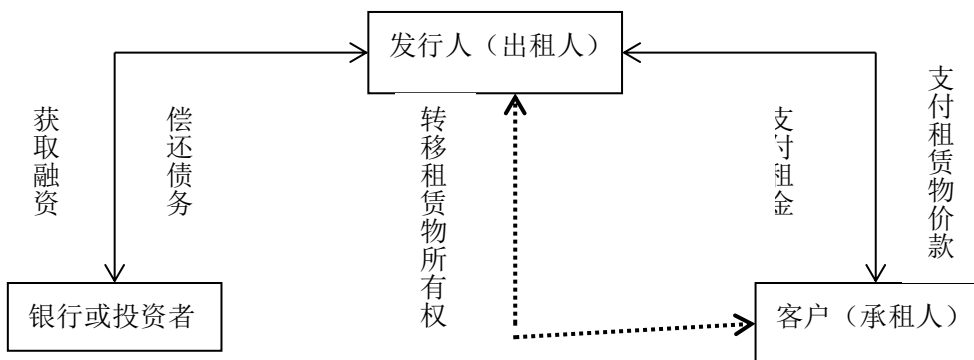 发行人（出租人）
获取融资
偿还债务
转移租赁物所有权
支付租金
支付租赁物价款
银行或投资者
客户（承租人）